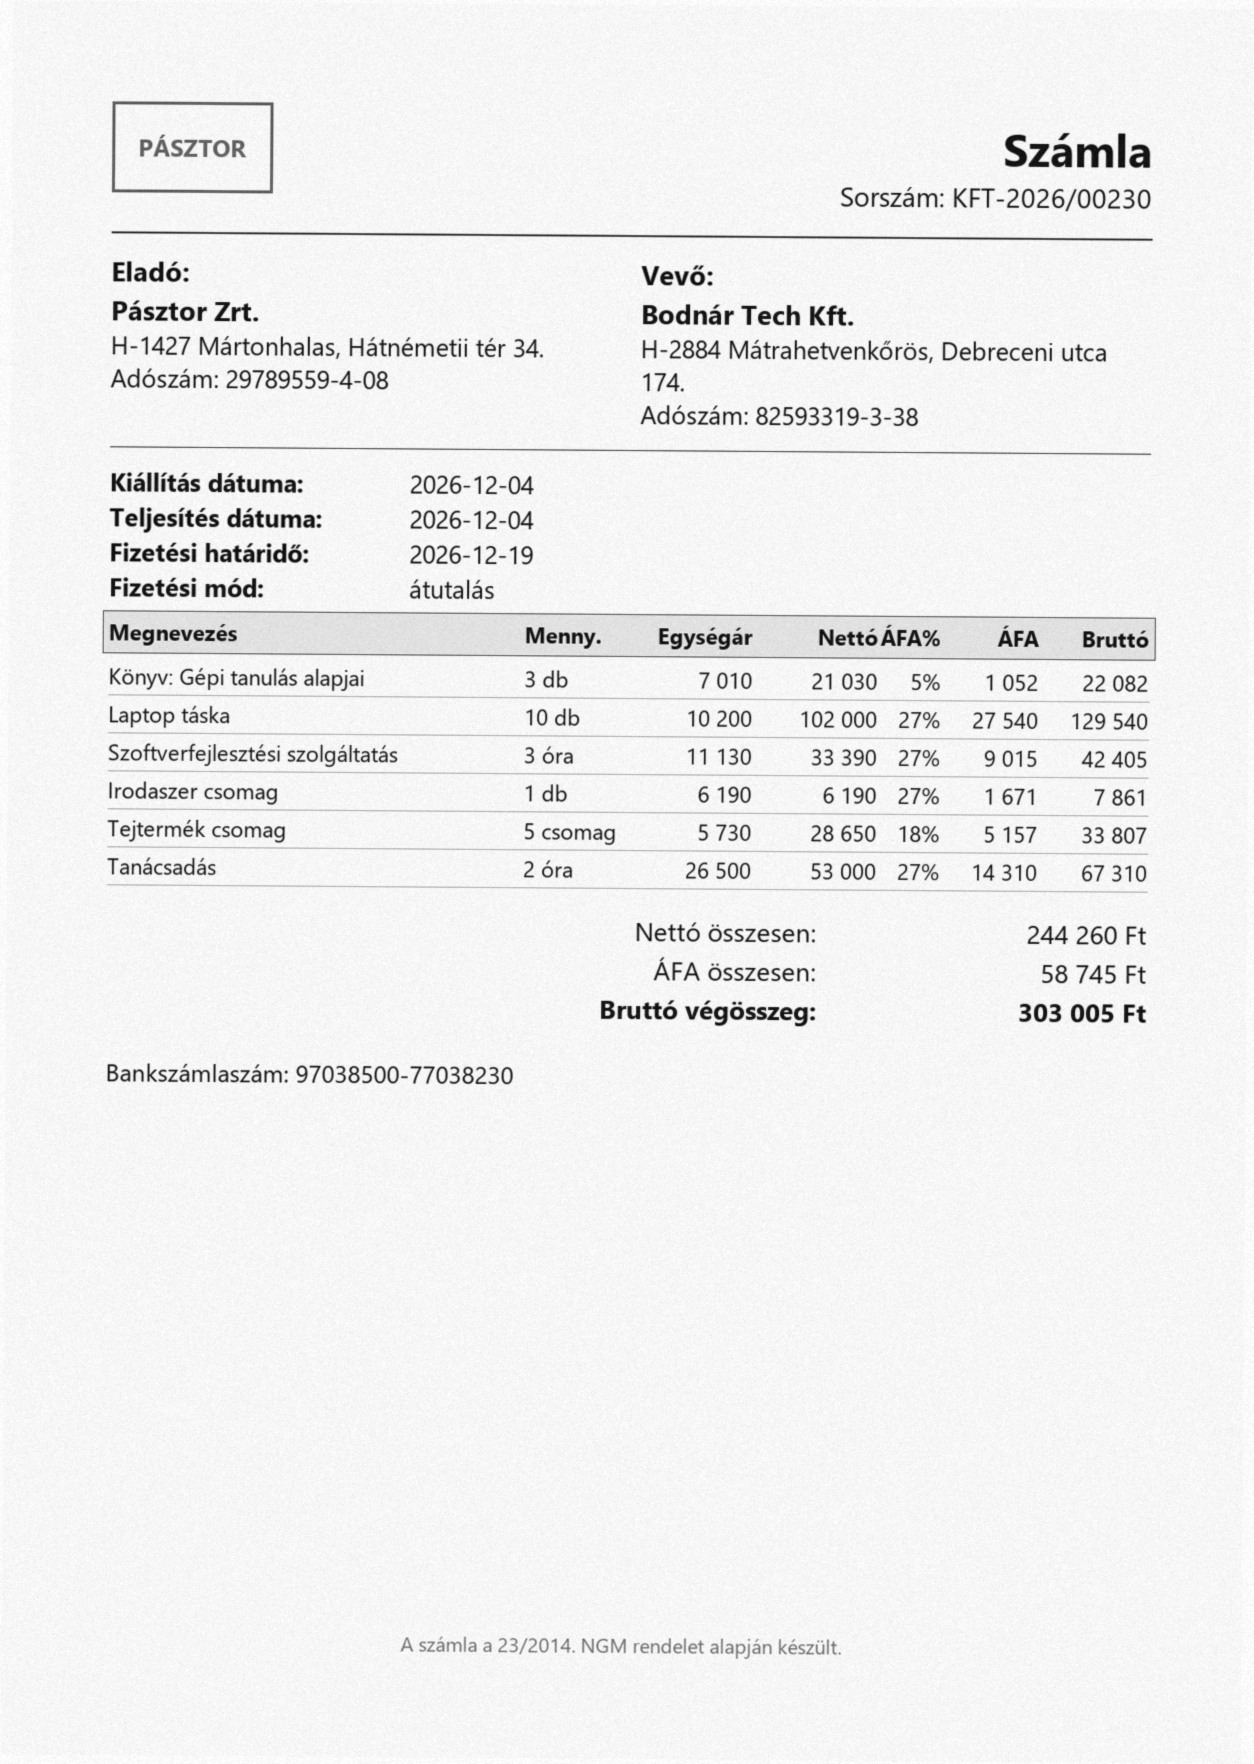 PÁSZTOR
Számla
Sorszám: KFT-2026/00230
Eladó:
Pásztor Zrt.
H-1427 Mártonhalas, Hátnémetii tér 34.
Adószám: 29789559-4-08
Vevő:
Bodnár Tech Kft.
H-2884 Mátrahetvenkőrös, Debreceni utca
174.
Adószám: 82593319-3-38
Kiállítás dátuma: 2026-12-04
Teljesítés dátuma: 2026-12-04
Fizetési határidő: 2026-12-19
Fizetési mód: átutalás
Megnevezés Menny. Egységár Nettó ÁFA% ÁFA Bruttó
Könyv: Gépi tanulás alapjai 3 db 7 010 21 030 5% 1 052 22 082
Laptop táska 10 db 10 200 102 000 27% 27 540 129 540
Szoftverfejlesztési szolgáltatás 3 óra 11 130 33 390 27% 9 015 42 405
Irodaszer csomag 1 db 6 190 6 190 27% 1 671 7 861
Tejtermék csomag 5 csomag 5 730 28 650 18% 5 157 33 807
Tanácsadás 2 óra 26 500 53 000 27% 14 310 67 310
Nettó összesen: 244 260 Ft
ÁFA összesen: 58 745 Ft
Bruttó végösszeg: 303 005 Ft
Bankszámlaszám: 97038500-77038230
A számla a 23/2014. NGM rendelet alapján készült.